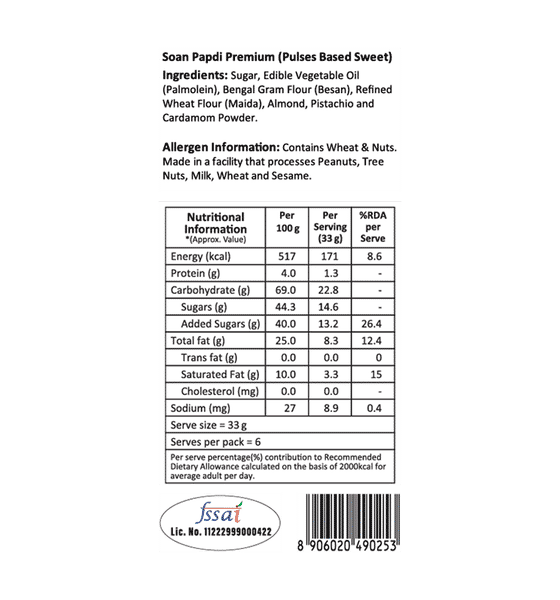 Soan Papdi Premium (Pulses Based Sweet)
Ingredients: Sugar, Edible Vegetable Oil
(Palmolein), Bengal Gram Flour (Besan), Refined
Wheat Flour (Maida), Almond, Pistachio and
Cardamom Powder.
Allergen Information: Contains Wheat & Nuts.
Made in a facility that processes Peanuts, Tree
Nuts, Milk, Wheat and Sesame.
Nutritional Information *(Approx. Value) Per 100 g Per Serving (33 g) %RDA per Serve
Energy (kcal) 517 171 8.6
Protein (g) 4.0 1.3 -
Carbohydrate (g) 69.0 22.8 -
Sugars (g) 44.3 14.6 -
Added Sugars (g) 40.0 13.2 26.4
Total fat (g) 25.0 8.3 12.4
Trans fat (g) 0.0 0.0 0
Saturated Fat (g) 10.0 3.3 15
Cholesterol (mg) 0.0 0.0 -
Sodium (mg) 27 8.9 0.4
Serve size = 33 g
Serves per pack = 6
Per serve percentage(%) contribution to Recommended
Dietary Allowance calculated on the basis of 2000kcal for
average adult per day.
fssai
Lic. No. 11222999000422
8 906020 490253